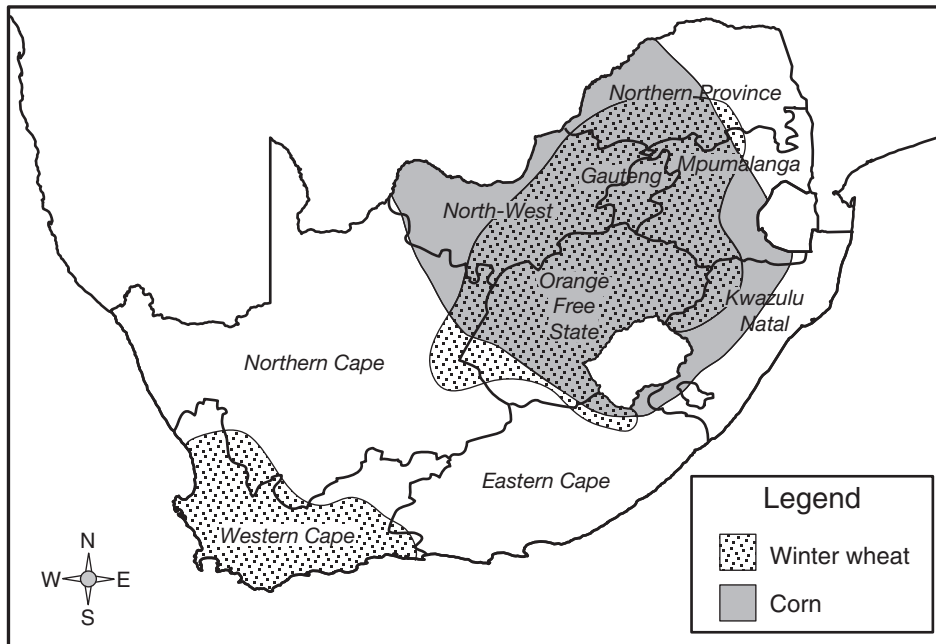 Northern Province
Mpumalanga
Gauteng
North-West
Orange
Free
State
Kwazulu
Natal
Northern Cape
Eastern Cape
Western Cape
N
W E
S
Legend
Winter wheat
Corn